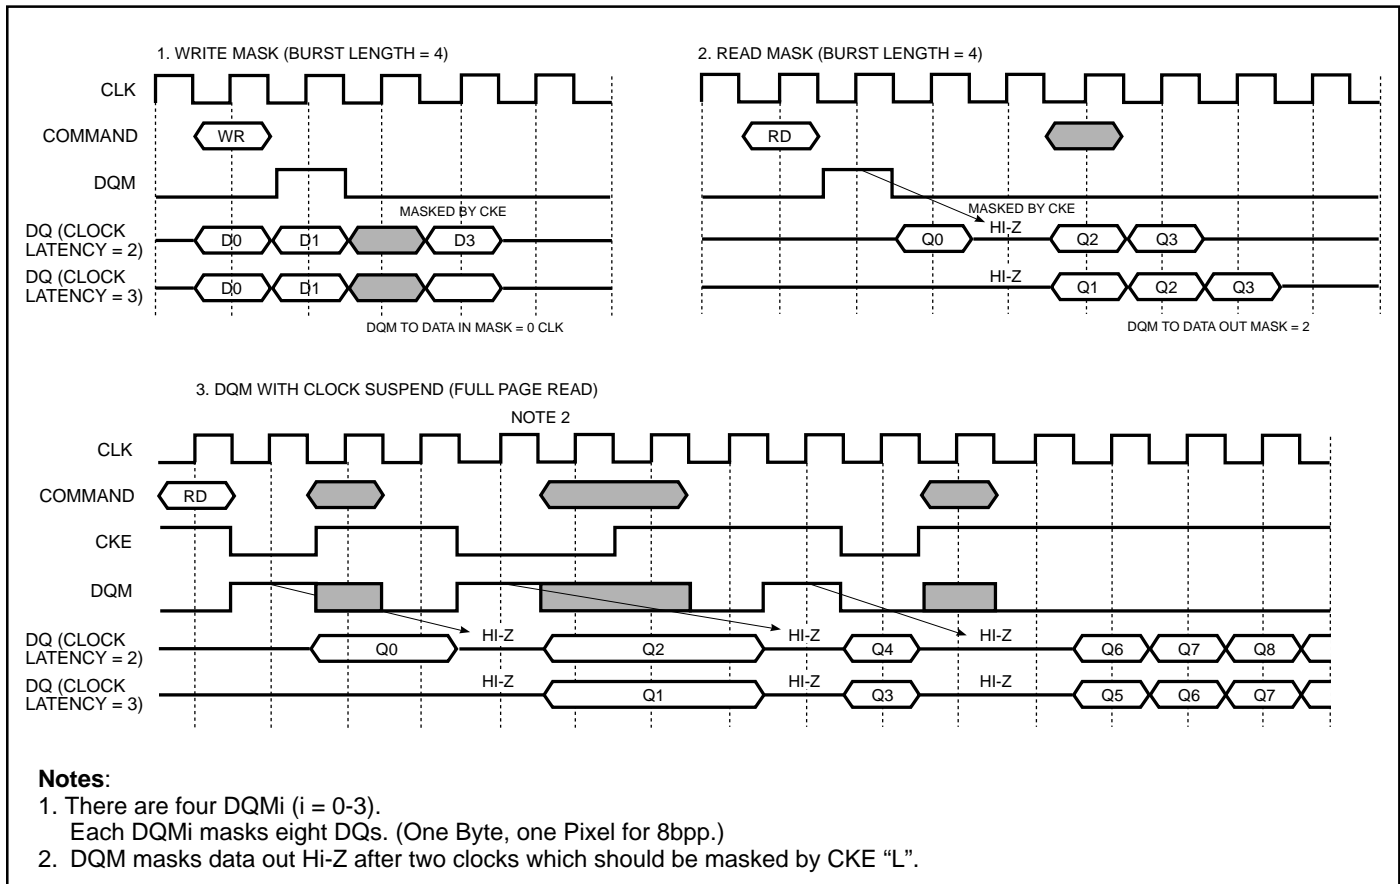 1. WRITE MASK (BURST LENGTH = 4)
CLK
COMMAND
WR
DQM
MASKED BY CKE
DQ (CLOCK
LATENCY = 2)
D0 D1 D3
DQ (CLOCK
LATENCY = 3)
D0 D1
DQM TO DATA IN MASK = 0 CLK
2. READ MASK (BURST LENGTH = 4)
RD
MASKED BY CKE
HI-Z
Q0 Q2 Q3
HI-Z
Q1 Q2 Q3
DQM TO DATA OUT MASK = 2
3. DQM WITH CLOCK SUSPEND (FULL PAGE READ)
NOTE 2
CLK
COMMAND
RD
CKE
DQM
DQ (CLOCK
LATENCY = 2)
Q0 HI-Z Q2 HI-Z Q4 HI-Z Q6 Q7 Q8
DQ (CLOCK
LATENCY = 3)
HI-Z Q1 HI-Z Q3 HI-Z Q5 Q6 Q7
Notes:
1. There are four DQMi (i = 0-3).
Each DQMi masks eight DQs. (One Byte, one Pixel for 8bpp.)
2. DQM masks data out Hi-Z after two clocks which should be masked by CKE “L”.